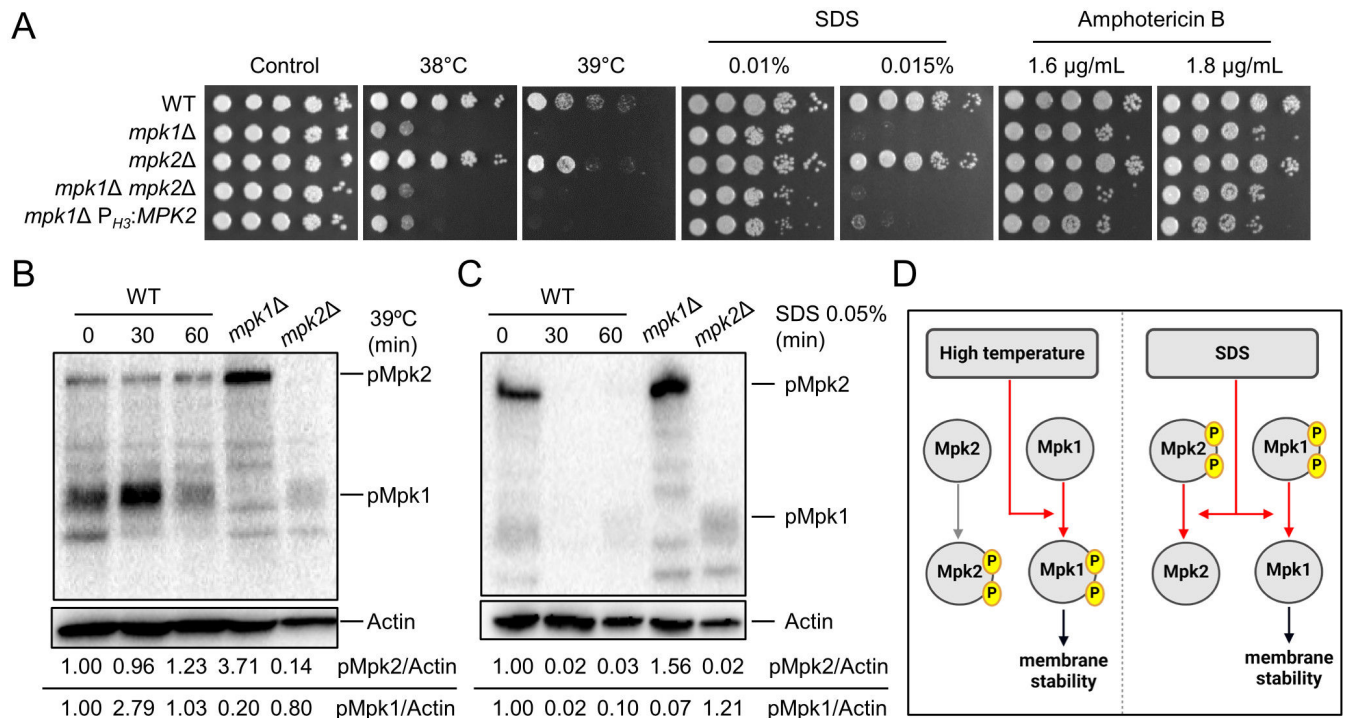 A
SDS
Amphotericin B
Control
38°C
39°C
0.01%
0.015%
1.6 µg/mL
1.8 µg/mL
WT
mpk1Δ
mpk2Δ
mpk1Δ mpk2Δ
mpk1Δ P_H3:MPK2
B
WT
mpk1Δ
mpk2Δ
0 30 60
39ºC
(min)
pMpk2
pMpk1
Actin
1.00 0.96 1.23 3.71 0.14 pMpk2/Actin
1.00 2.79 1.03 0.20 0.80 pMpk1/Actin
C
WT
mpk1Δ
mpk2Δ
0 30 60
SDS 0.05%
(min)
pMpk2
pMpk1
Actin
1.00 0.02 0.03 1.56 0.02 pMpk2/Actin
1.00 0.02 0.10 0.07 1.21 pMpk1/Actin
D
High temperature
Mpk2
Mpk1
Mpk2 P P
Mpk1 P P
membrane
stability
SDS
Mpk2 P P
Mpk1 P P
Mpk2
Mpk1
membrane
stability